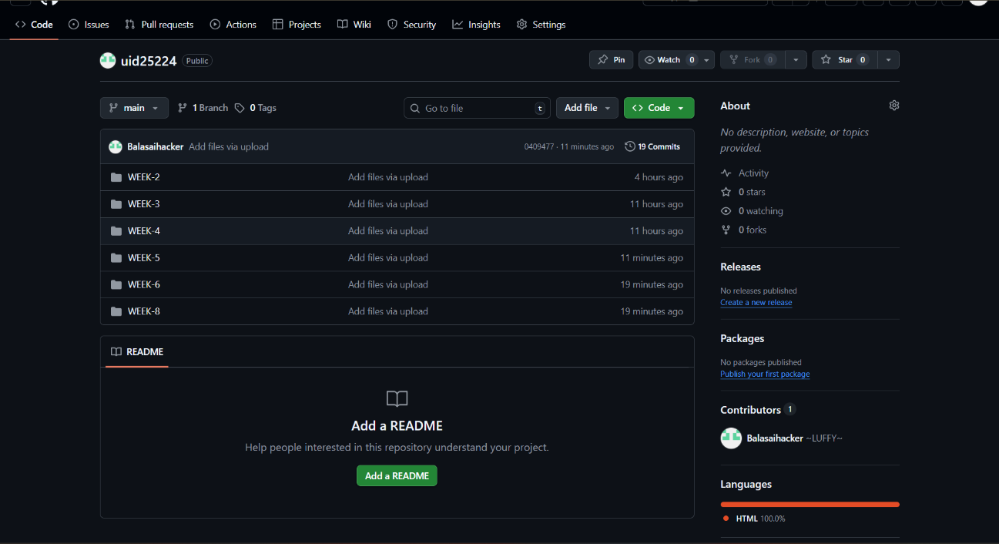 Code Issues Pull requests Actions Projects Wiki Security Insights Settings
uid25224 Public Pin Watch 0 Fork 0 Star 0
main 1 Branch 0 Tags Go to file t Add file Code
Balasaihacker Add files via upload 0409477 · 11 minutes ago 19 Commits
WEEK-2 Add files via upload 4 hours ago
WEEK-3 Add files via upload 11 hours ago
WEEK-4 Add files via upload 11 hours ago
WEEK-5 Add files via upload 11 minutes ago
WEEK-6 Add files via upload 19 minutes ago
WEEK-8 Add files via upload 19 minutes ago
README
Add a README
Help people interested in this repository understand your project.
Add a README
About
No description, website, or topics
provided.
Activity
0 stars
0 watching
0 forks
Releases
No releases published
Create a new release
Packages
No packages published
Publish your first package
Contributors 1
Balasaihacker ~LUFFY~
Languages
HTML 100.0%